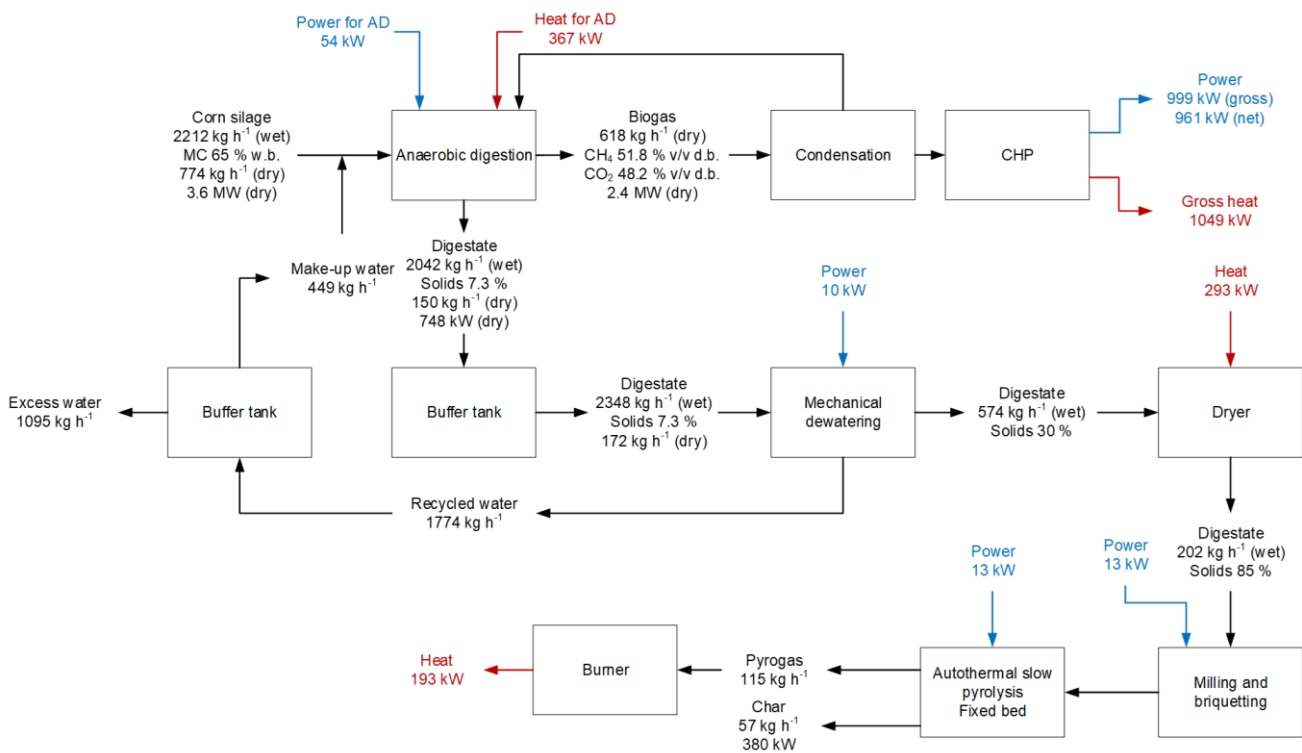 Power for AD
54 kW
Heat for AD
367 kW
Power
999 kW (gross)
961 kW (net)
Corn silage
2212 kg h⁻¹ (wet)
MC 65 % w.b.
774 kg h⁻¹ (dry)
3.6 MW (dry)
Anaerobic digestion
Biogas
618 kg h⁻¹ (dry)
CH₄ 51.8 % v/v d.b.
CO₂ 48.2 % v/v d.b.
2.4 MW (dry)
Condensation
CHP
Gross heat
1049 kW
Make-up water
449 kg h⁻¹
Digestate
2042 kg h⁻¹ (wet)
Solids 7.3 %
150 kg h⁻¹ (dry)
748 kW (dry)
Power
10 kW
Heat
293 kW
Excess water
1095 kg h⁻¹
Buffer tank
Buffer tank
Digestate
2348 kg h⁻¹ (wet)
Solids 7.3 %
172 kg h⁻¹ (dry)
Mechanical
dewatering
Digestate
574 kg h⁻¹ (wet)
Solids 30 %
Dryer
Recycled water
1774 kg h⁻¹
Digestate
202 kg h⁻¹ (wet)
Solids 85 %
Power
13 kW
Power
13 kW
Heat
193 kW
Burner
Pyrogas
115 kg h⁻¹
Char
57 kg h⁻¹
380 kW
Autothermal slow
pyrolysis
Fixed bed
Milling and
briquetting